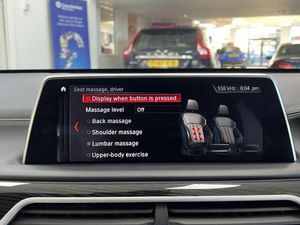 Seat massage, driver
558 kHz 6:04 pm
Display when button is pressed
Massage level Off
Back massage
Shoulder massage
Lumbar massage
Upper-body exercise